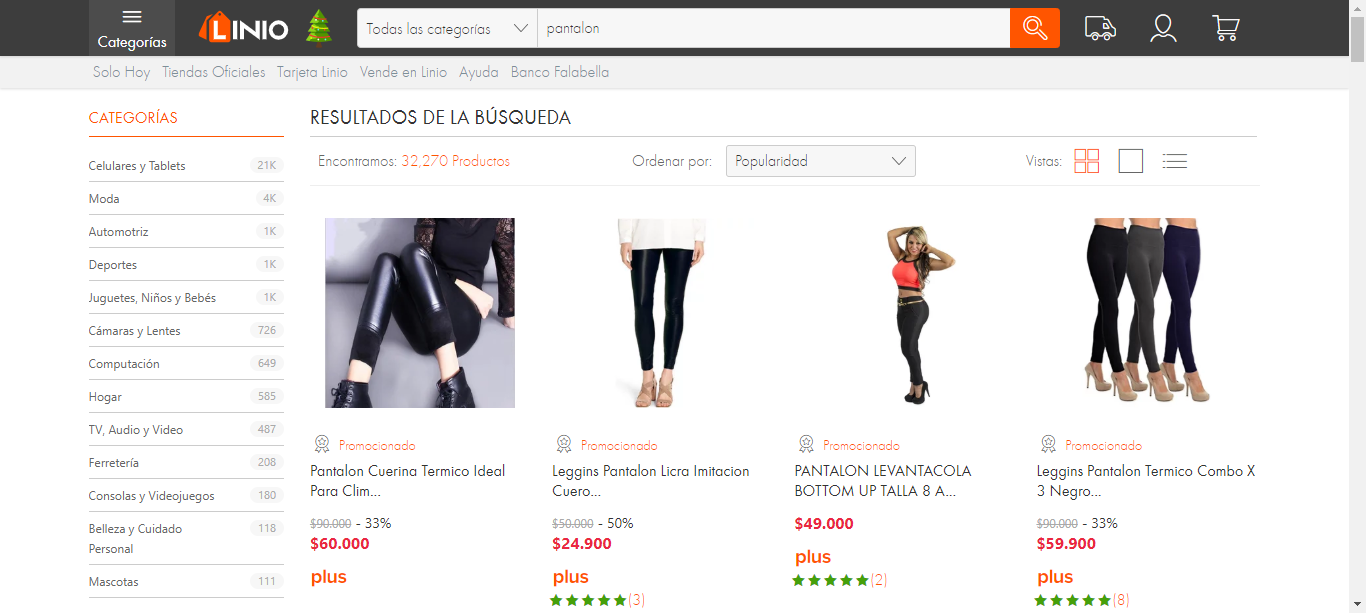 Categorías
LINIO
Todas las categorías
pantalon
Solo Hoy Tiendas Oficiales Tarjeta Linio Vende en Linio Ayuda Banco Falabella
CATEGORÍAS
Celulares y Tablets 21K
Moda 4K
Automotriz 1K
Deportes 1K
Juguetes, Niños y Bebés 1K
Cámaras y Lentes 726
Computación 649
Hogar 585
TV, Audio y Video 487
Ferretería 208
Consolas y Videojuegos 180
Belleza y Cuidado 118
Personal
Mascotas 111
RESULTADOS DE LA BÚSQUEDA
Encontramos: 32,270 Productos
Ordenar por: Popularidad
Vistas:
Promocionado
Pantalon Cuerina Termico Ideal
Para Clim...
$90.000 - 33%
$60.000
plus
Promocionado
Leggins Pantalon Licra Imitacion
Cuero...
$50.000 - 50%
$24.900
plus
(3)
Promocionado
PANTALON LEVANTACOLA
BOTTOM UP TALLA 8 A...
$49.000
plus
(2)
Promocionado
Leggins Pantalon Termico Combo X
3 Negro...
$90.000 - 33%
$59.900
plus
(8)